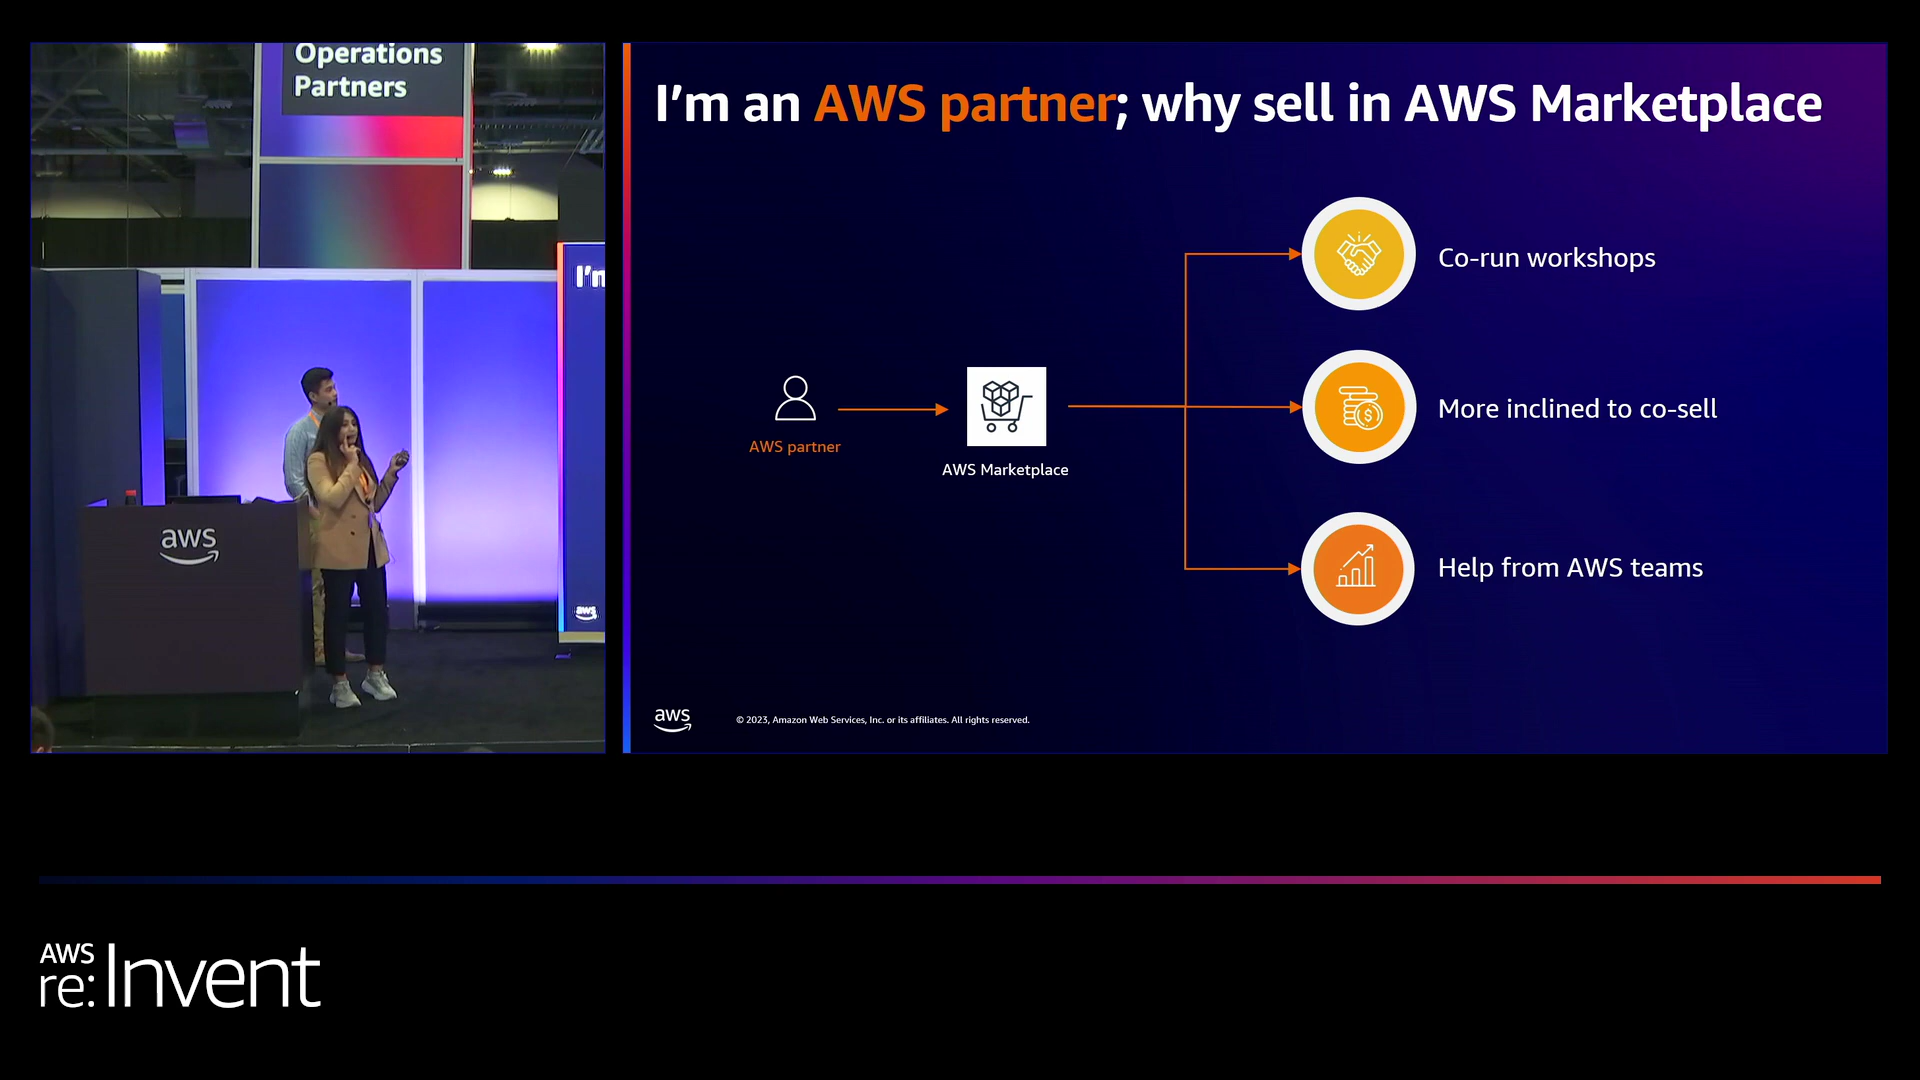 Operations
Partners
I'm
aws
aws
I'm an AWS partner; why sell in AWS Marketplace
Co-run workshops
More inclined to co-sell
Help from AWS teams
AWS partner
AWS Marketplace
$
aws
© 2023, Amazon Web Services, Inc. or its affiliates. All rights reserved.
AWS
re:Invent